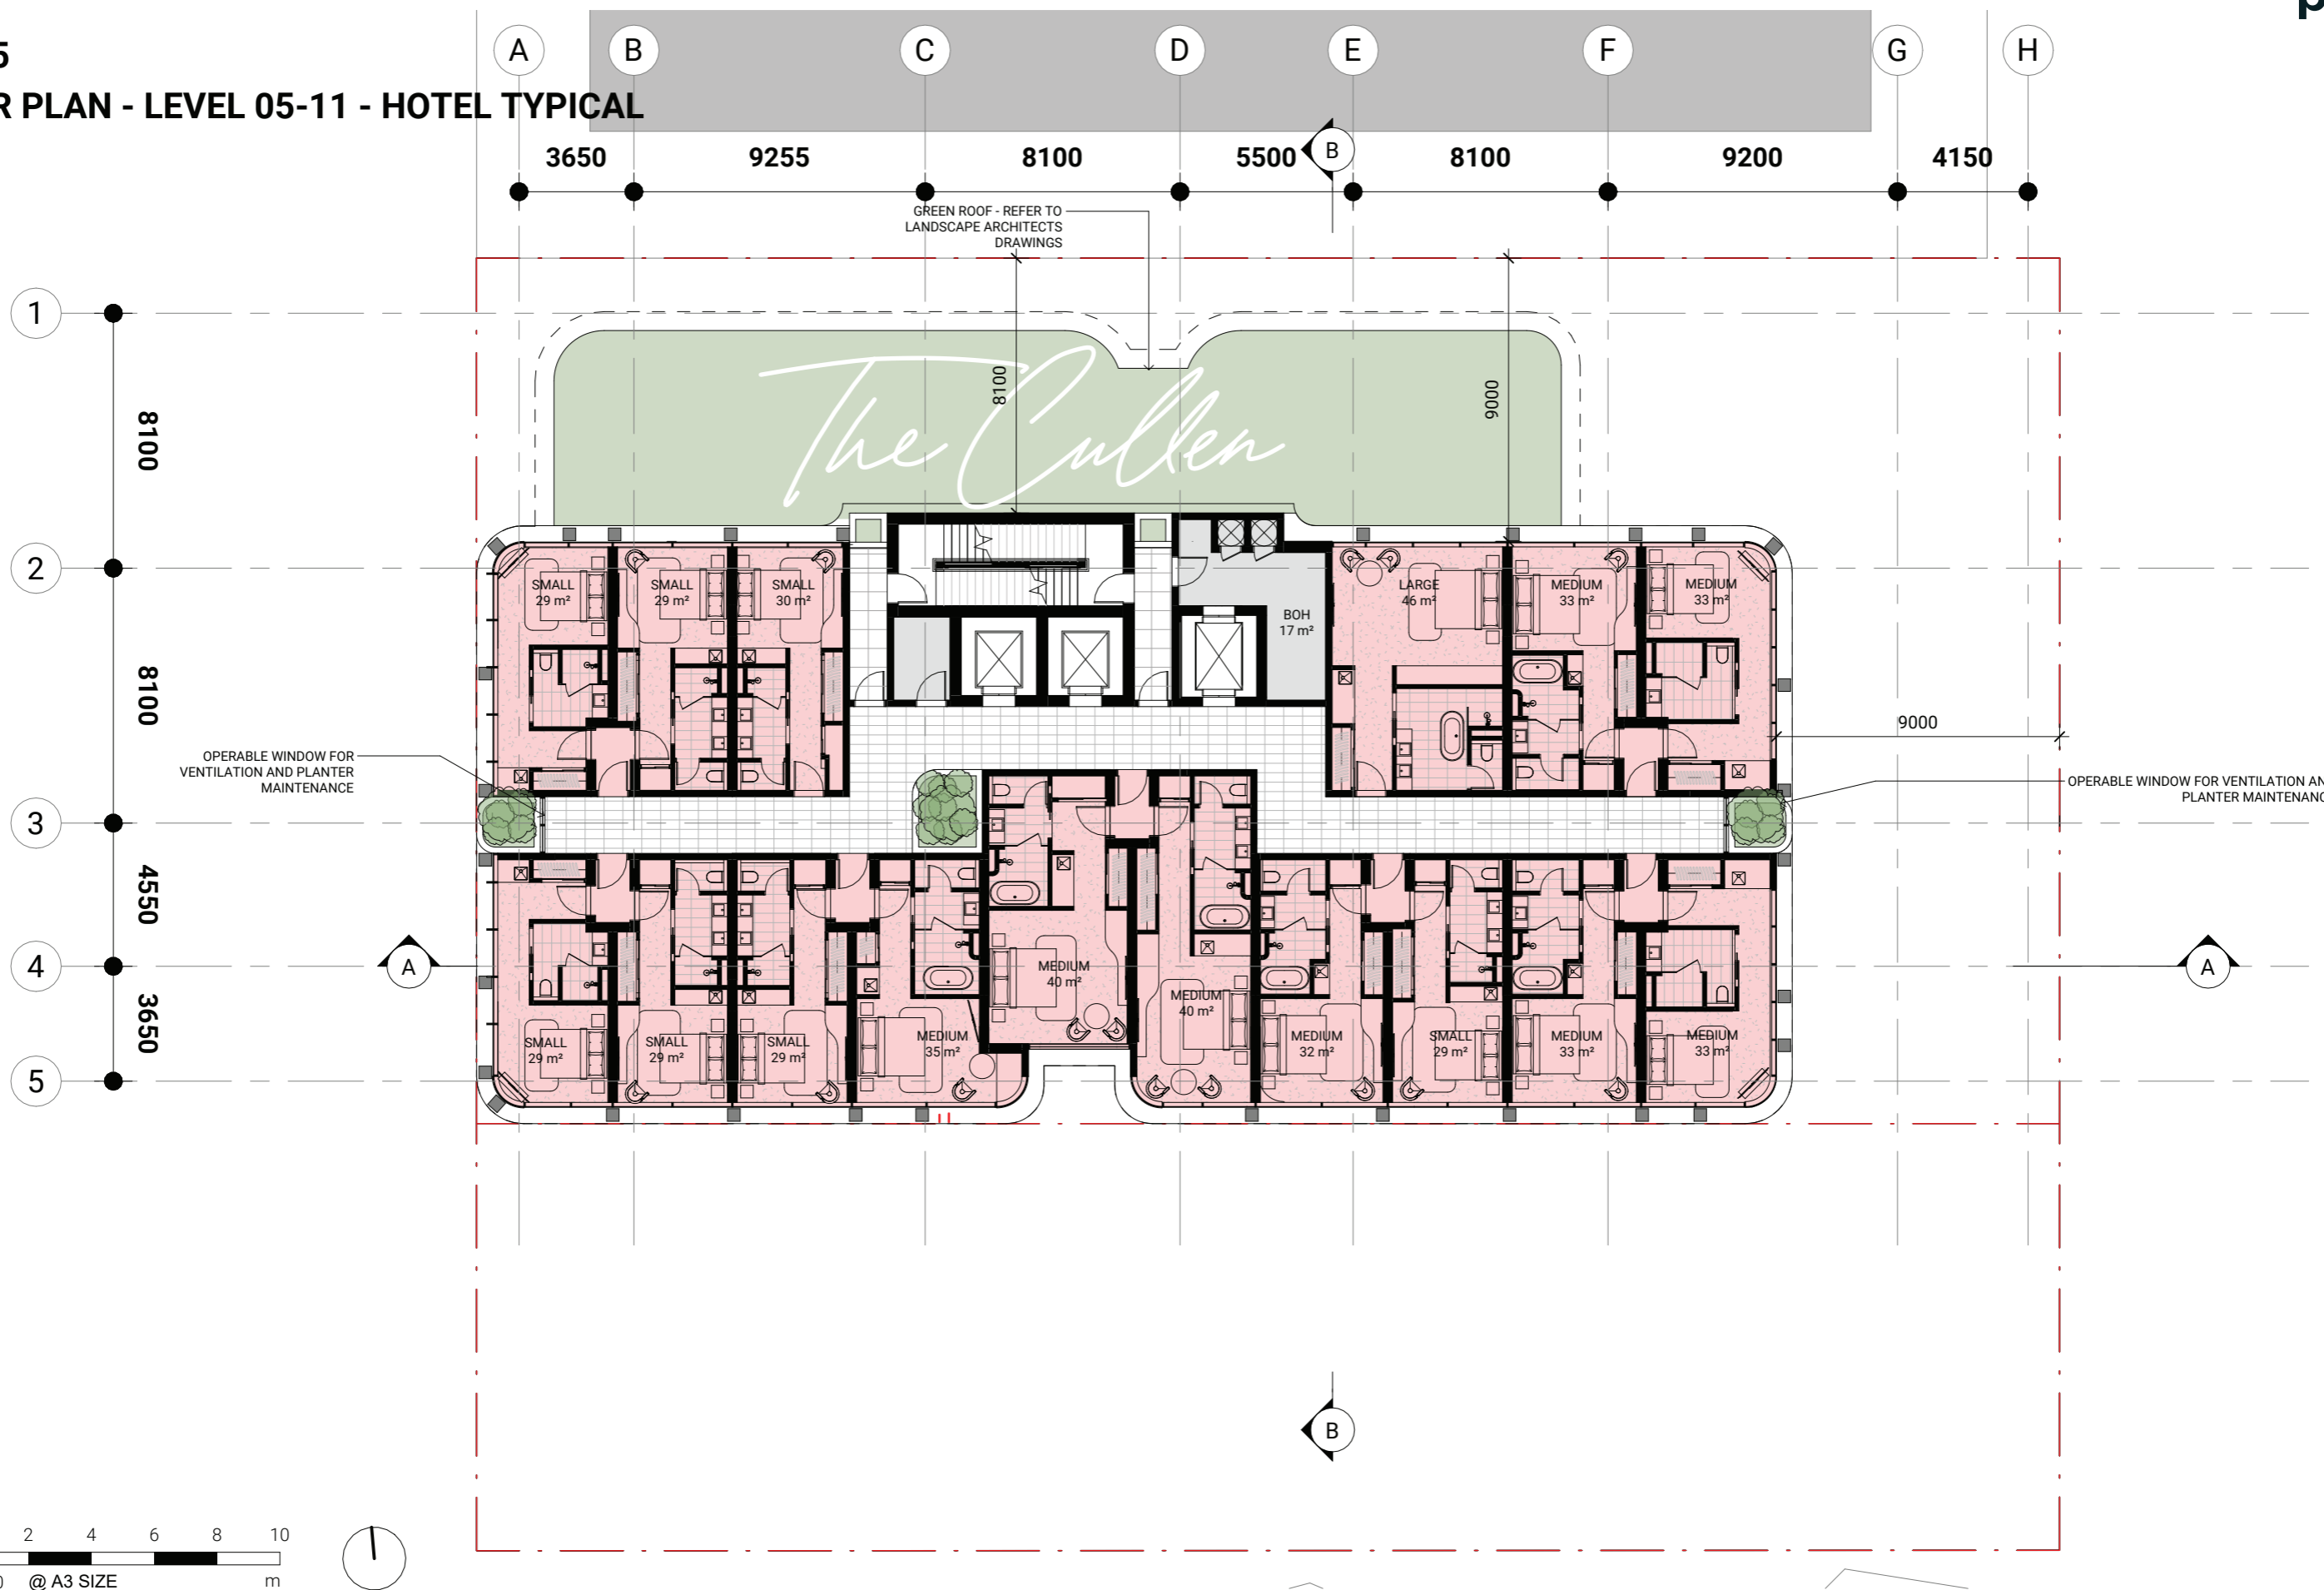 p
5
R PLAN - LEVEL 05-11 - HOTEL TYPICAL
A
B
C
D
E
F
G
H
3650
9255
8100
5500
B
8100
9200
4150
GREEN ROOF - REFER TO
LANDSCAPE ARCHITECTS
DRAWINGS
1
8100
8100
9000
The Cullen
2
SMALL
29 m²
SMALL
29 m²
SMALL
30 m²
BOH
17 m²
LARGE
46 m²
MEDIUM
33 m²
MEDIUM
33 m²
8100
9000
OPERABLE WINDOW FOR
VENTILATION AND PLANTER
MAINTENANCE
OPERABLE WINDOW FOR VENTILATION AN
PLANTER MAINTENANC
3
4550
4
A
A
MEDIUM
40 m²
MEDIUM
40 m²
3650
SMALL
29 m²
SMALL
29 m²
SMALL
29 m²
MEDIUM
35 m²
MEDIUM
32 m²
SMALL
29 m²
MEDIUM
33 m²
MEDIUM
33 m²
5
B
2 4 6 8 10
0 @ A3 SIZE m